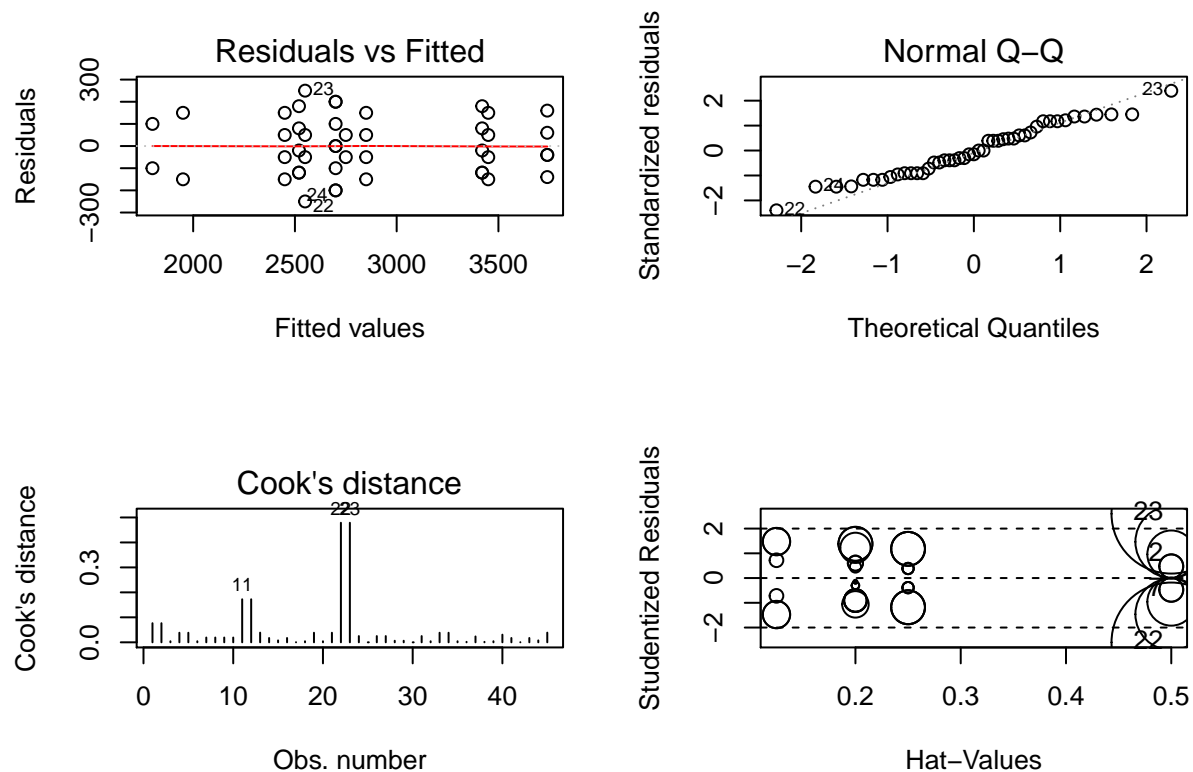 Residuals vs Fitted
Residuals
300
0
−300
23
24
22
2000 2500 3000 3500
Fitted values
Normal Q−Q
Standardized residuals
2
0
−2
23
24
22
−2 −1 0 1 2
Theoretical Quantiles
Cook's distance
Cook's distance
0.3
0.0
22
23
11
0 10 20 30 40
Obs. number
Studentized Residuals
2
0
−2
23
2
22
0.2 0.3 0.4 0.5
Hat−Values